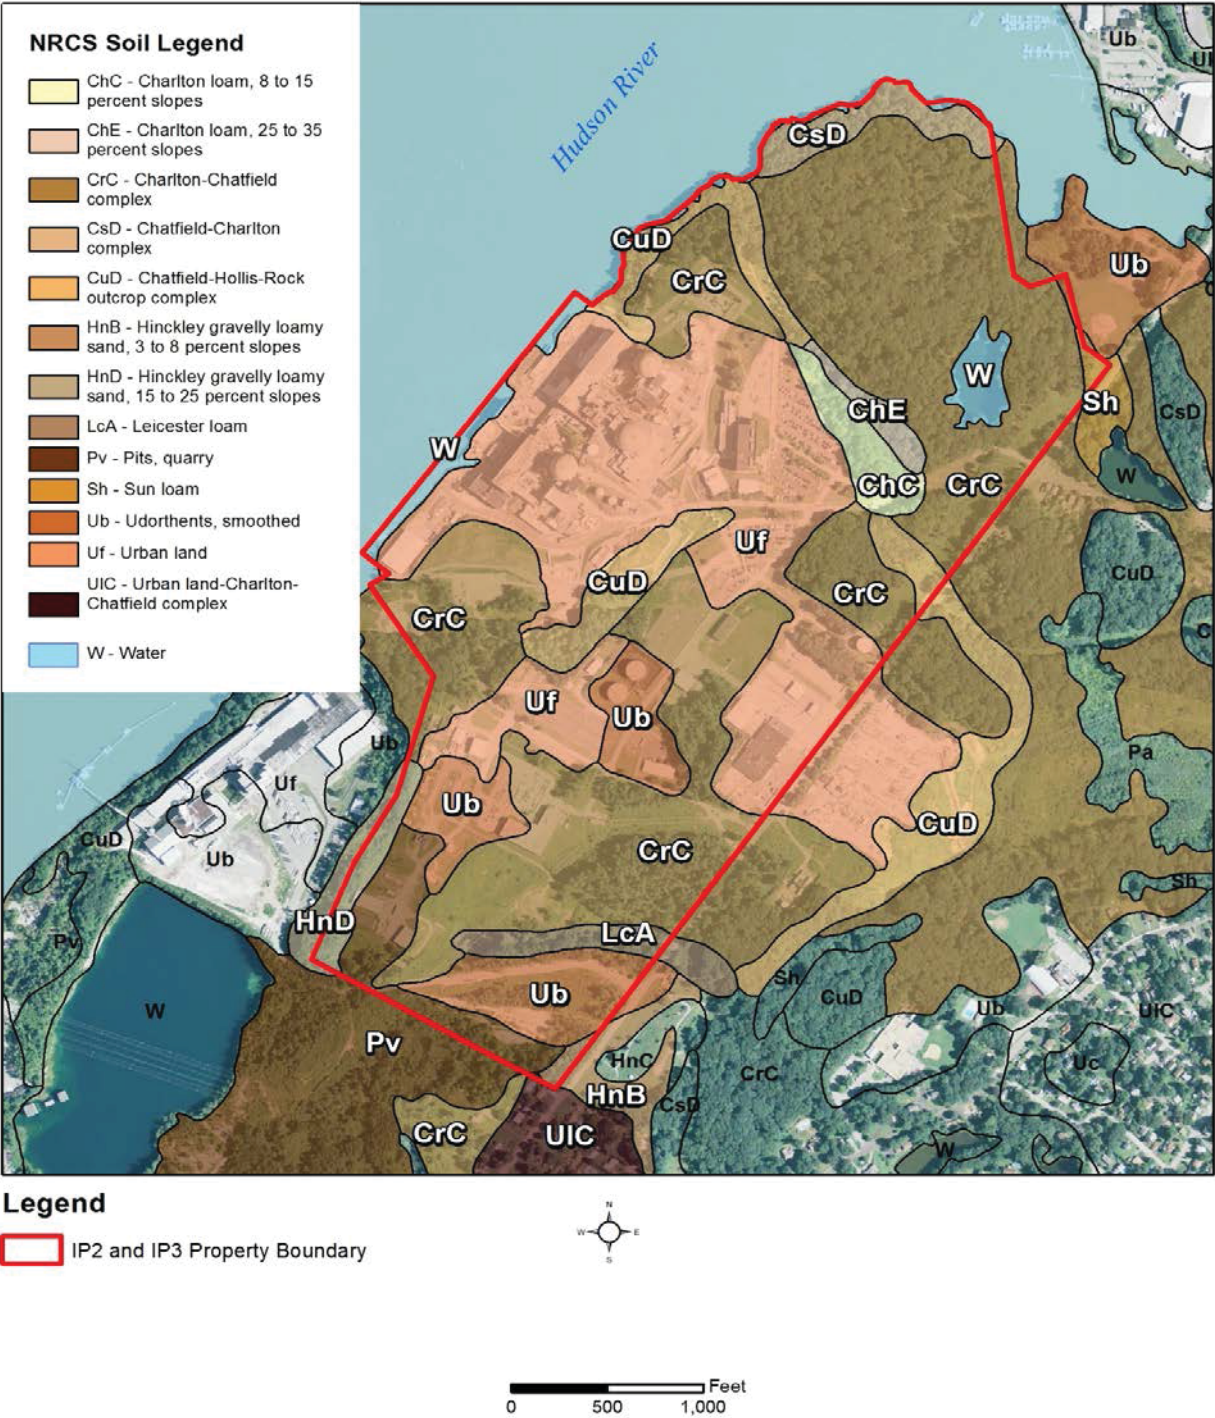 NRCS Soil Legend
ChC - Charlton loam, 8 to 15
percent slopes
ChE - Charlton loam, 25 to 35
percent slopes
CrC - Charlton-Chatfield
complex
CsD - Chatfield-Charlton
complex
CuD - Chatfield-Hollis-Rock
outcrop complex
HnB - Hinckley gravelly loamy
sand, 3 to 8 percent slopes
HnD - Hinckley gravelly loamy
sand, 15 to 25 percent slopes
LcA - Leicester loam
Pv - Pits, quarry
Sh - Sun loam
Ub - Udorthents, smoothed
Uf - Urban land
UlC - Urban land-Charlton-
Chatfield complex
W - Water
Hudson River
Ub
CsD
CuD
Ub
CrC
W
ChE
Sh
CsD
W
W
ChC
CrC
Uf
CuD
CuD
CrC
CrC
Uf
Ub
Ub
Pa
Uf
Ub
CuD
CuD
Ub
CrC
Sh
HnD
LcA
Pv
Ub
Sh
CuD
W
Ub
UlC
Pv
HnC
CrC
Uc
HnB
CsD
CrC
UlC
W
Legend
IP2 and IP3 Property Boundary
N
W
E
S
Feet
0 500 1,000